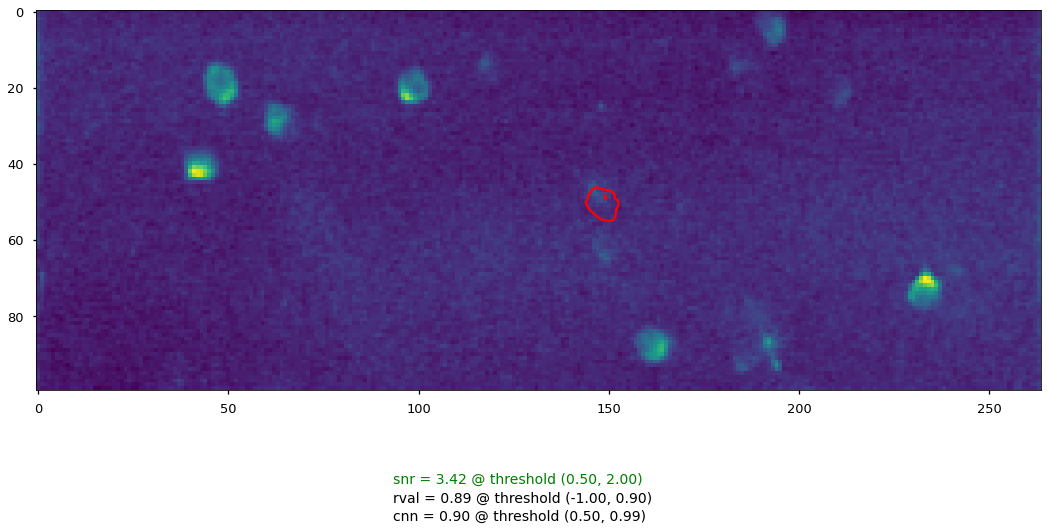 0
20
40
60
80
0 50 100 150 200 250
snr = 3.42 @ threshold (0.50, 2.00)
rval = 0.89 @ threshold (-1.00, 0.90)
cnn = 0.90 @ threshold (0.50, 0.99)